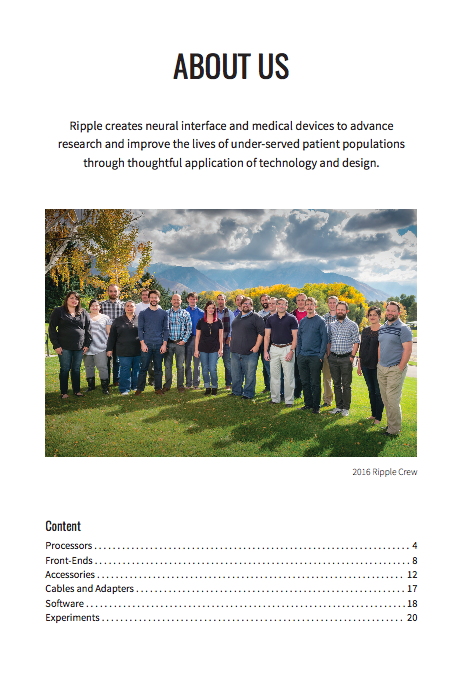 ABOUT US
Ripple creates neural interface and medical devices to advance
research and improve the lives of under-served patient populations
through thoughtful application of technology and design.
2016 Ripple Crew
Content
Processors . . . . . . . . . . . . . . . . . . . . . . . . . . . . . . . . . . . . . . . . 4
Front-Ends . . . . . . . . . . . . . . . . . . . . . . . . . . . . . . . . . . . . . . . . 8
Accessories . . . . . . . . . . . . . . . . . . . . . . . . . . . . . . . . . . . . . . . . 12
Cables and Adapters . . . . . . . . . . . . . . . . . . . . . . . . . . . . . . . . . . . 17
Software . . . . . . . . . . . . . . . . . . . . . . . . . . . . . . . . . . . . . . . . 18
Experiments . . . . . . . . . . . . . . . . . . . . . . . . . . . . . . . . . . . . . . . 20